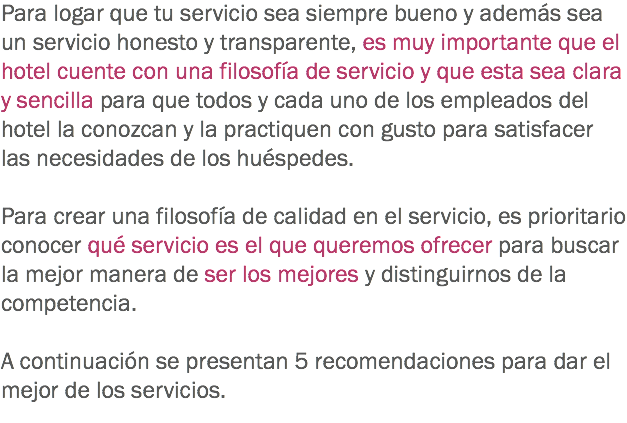 Para logar que tu servicio sea siempre bueno y además sea
un servicio honesto y transparente, es muy importante que el
hotel cuente con una filosofía de servicio y que esta sea clara
y sencilla para que todos y cada uno de los empleados del
hotel la conozcan y la practiquen con gusto para satisfacer
las necesidades de los huéspedes.
Para crear una filosofía de calidad en el servicio, es prioritario
conocer qué servicio es el que queremos ofrecer para buscar
la mejor manera de ser los mejores y distinguirnos de la
competencia.
A continuación se presentan 5 recomendaciones para dar el
mejor de los servicios.